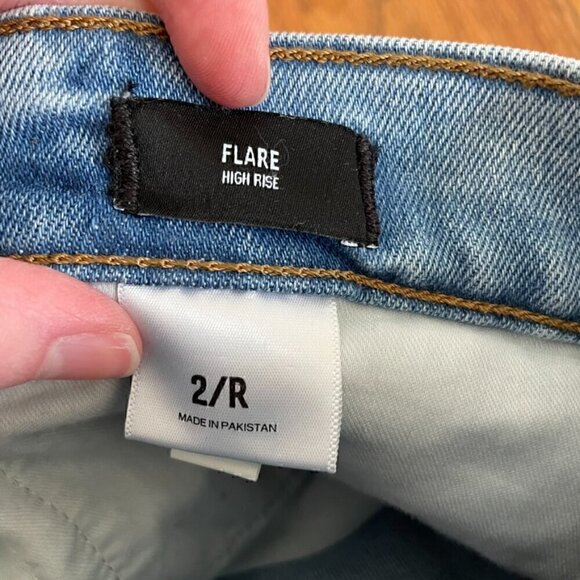 FLARE
HIGH RISE
2/R
MADE IN PAKISTAN